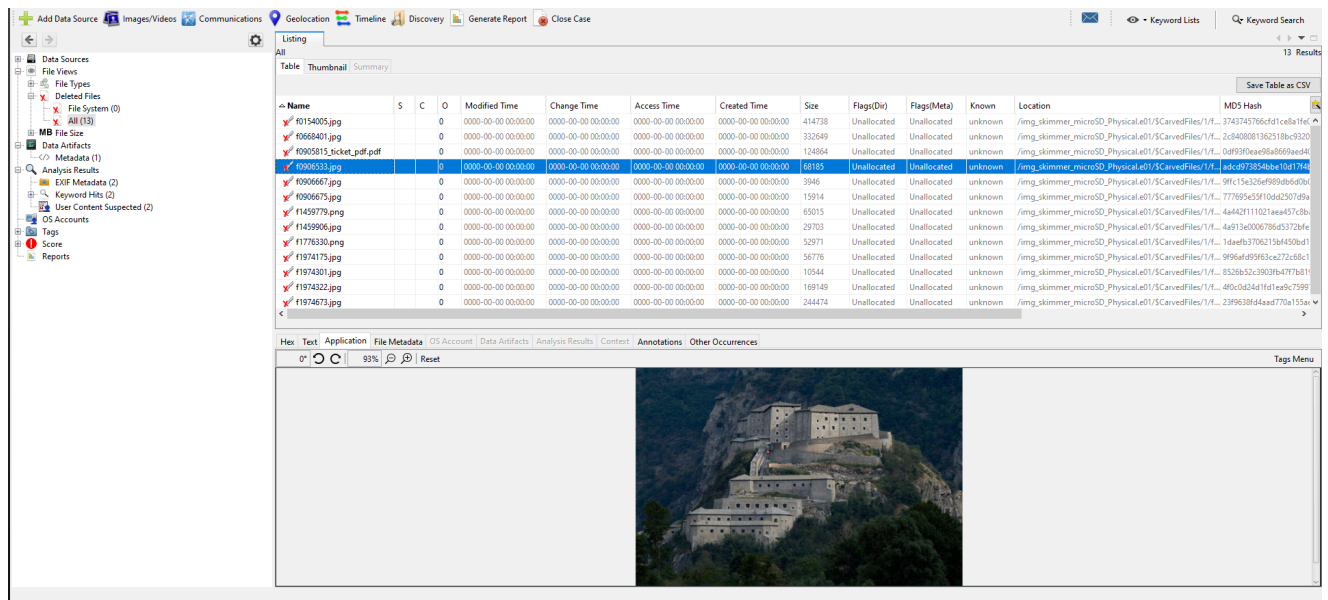 Add Data Source Images/Videos Communications Geolocation Timeline Discovery Generate Report Close Case Keyword Lists Keyword Search
Listing
All
13 Results
Table Thumbnail Summary
Save Table as CSV
Data Sources
File Views
File Types
Deleted Files
File System (0)
All (13)
MB File Size
Data Artifacts
Metadata (1)
Analysis Results
EXIF Metadata (2)
Keyword Hits (2)
User Content Suspected (2)
OS Accounts
Tags
Score
Reports
Name S C O Modified Time Change Time Access Time Created Time Size Flags(Dir) Flags(Meta) Known Location MD5 Hash
f0154005.jpg 0 0000-00-00 00:00:00 0000-00-00 00:00:00 0000-00-00 00:00:00 0000-00-00 00:00:00 414738 Unallocated Unallocated unknown /img_skimmer_microSD_Physical.e01/$CarvedFiles/1/f...
f0668401.jpg 0 0000-00-00 00:00:00 0000-00-00 00:00:00 0000-00-00 00:00:00 0000-00-00 00:00:00 332649 Unallocated Unallocated unknown /img_skimmer_microSD_Physical.e01/$CarvedFiles/1/f... 2c8408081362518bc9320
f0905815_ticket_pdf.pdf 0 0000-00-00 00:00:00 0000-00-00 00:00:00 0000-00-00 00:00:00 0000-00-00 00:00:00 124864 Unallocated Unallocated unknown /img_skimmer_microSD_Physical.e01/$CarvedFiles/1/f...
f0906533.jpg 0 0000-00-00 00:00:00 0000-00-00 00:00:00 0000-00-00 00:00:00 0000-00-00 00:00:00 68185 Unallocated Unallocated unknown /img_skimmer_microSD_Physical.e01/$CarvedFiles/1/f...
f0906667.jpg 0 0000-00-00 00:00:00 0000-00-00 00:00:00 0000-00-00 00:00:00 0000-00-00 00:00:00 3946 Unallocated Unallocated unknown /img_skimmer_microSD_Physical.e01/$CarvedFiles/1/f...
f0906675.jpg 0 0000-00-00 00:00:00 0000-00-00 00:00:00 0000-00-00 00:00:00 0000-00-00 00:00:00 15914 Unallocated Unallocated unknown /img_skimmer_microSD_Physical.e01/$CarvedFiles/1/f... 777695e55f10dd2507d9a
f1459779.png 0 0000-00-00 00:00:00 0000-00-00 00:00:00 0000-00-00 00:00:00 0000-00-00 00:00:00 65015 Unallocated Unallocated unknown /img_skimmer_microSD_Physical.e01/$CarvedFiles/1/f...
f1459906.jpg 0 0000-00-00 00:00:00 0000-00-00 00:00:00 0000-00-00 00:00:00 0000-00-00 00:00:00 29703 Unallocated Unallocated unknown /img_skimmer_microSD_Physical.e01/$CarvedFiles/1/f... 4a913e0006786d5372bfe
f1776330.png 0 0000-00-00 00:00:00 0000-00-00 00:00:00 0000-00-00 00:00:00 0000-00-00 00:00:00 52971 Unallocated Unallocated unknown /img_skimmer_microSD_Physical.e01/$CarvedFiles/1/f... 1daefb3706215bf450bd1
f1974175.jpg 0 0000-00-00 00:00:00 0000-00-00 00:00:00 0000-00-00 00:00:00 0000-00-00 00:00:00 56776 Unallocated Unallocated unknown /img_skimmer_microSD_Physical.e01/$CarvedFiles/1/f... 9f96afd95f63ce272c68c1
f1974301.jpg 0 0000-00-00 00:00:00 0000-00-00 00:00:00 0000-00-00 00:00:00 0000-00-00 00:00:00 10544 Unallocated Unallocated unknown /img_skimmer_microSD_Physical.e01/$CarvedFiles/1/f...
f1974322.jpg 0 0000-00-00 00:00:00 0000-00-00 00:00:00 0000-00-00 00:00:00 0000-00-00 00:00:00 169149 Unallocated Unallocated unknown /img_skimmer_microSD_Physical.e01/$CarvedFiles/1/f...
f1974673.jpg 0 0000-00-00 00:00:00 0000-00-00 00:00:00 0000-00-00 00:00:00 0000-00-00 00:00:00 244474 Unallocated Unallocated unknown /img_skimmer_microSD_Physical.e01/$CarvedFiles/1/f...
Hex Text Application File Metadata OS Account Data Artifacts Analysis Results Context Annotations Other Occurrences
0° 93% Reset Tags Menu